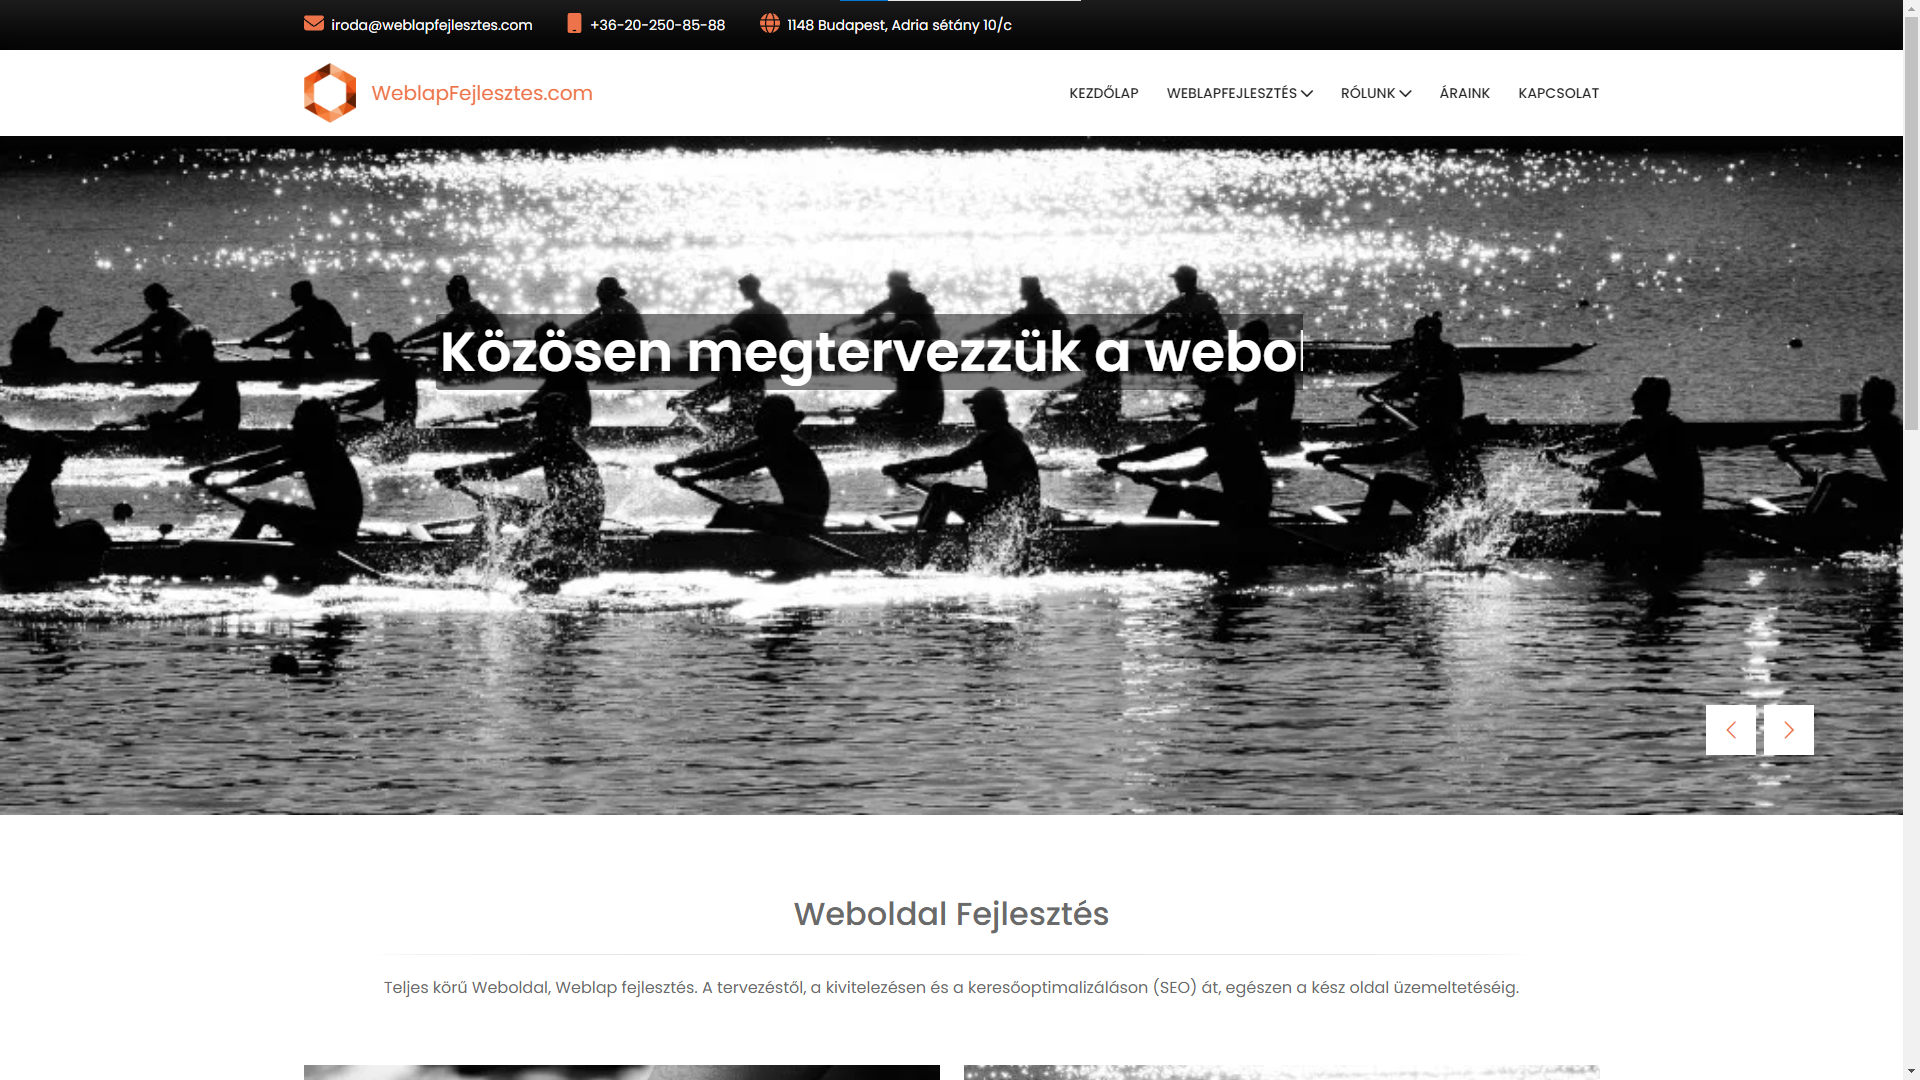 iroda@weblapfejlesztes.com +36-20-250-85-88 1148 Budapest, Adria sétány 10/c
WeblapFejlesztes.com KEZDŐLAP WEBLAPFEJLESZTÉS RÓLUNK ÁRAINK KAPCSOLAT
Közösen megtervezzük a webo
Weboldal Fejlesztés
Teljes körű Weboldal, Weblap fejlesztés. A tervezéstől, a kivitelezésen és a keresőoptimalizáláson (SEO) át, egészen a kész oldal üzemeltetéséig.